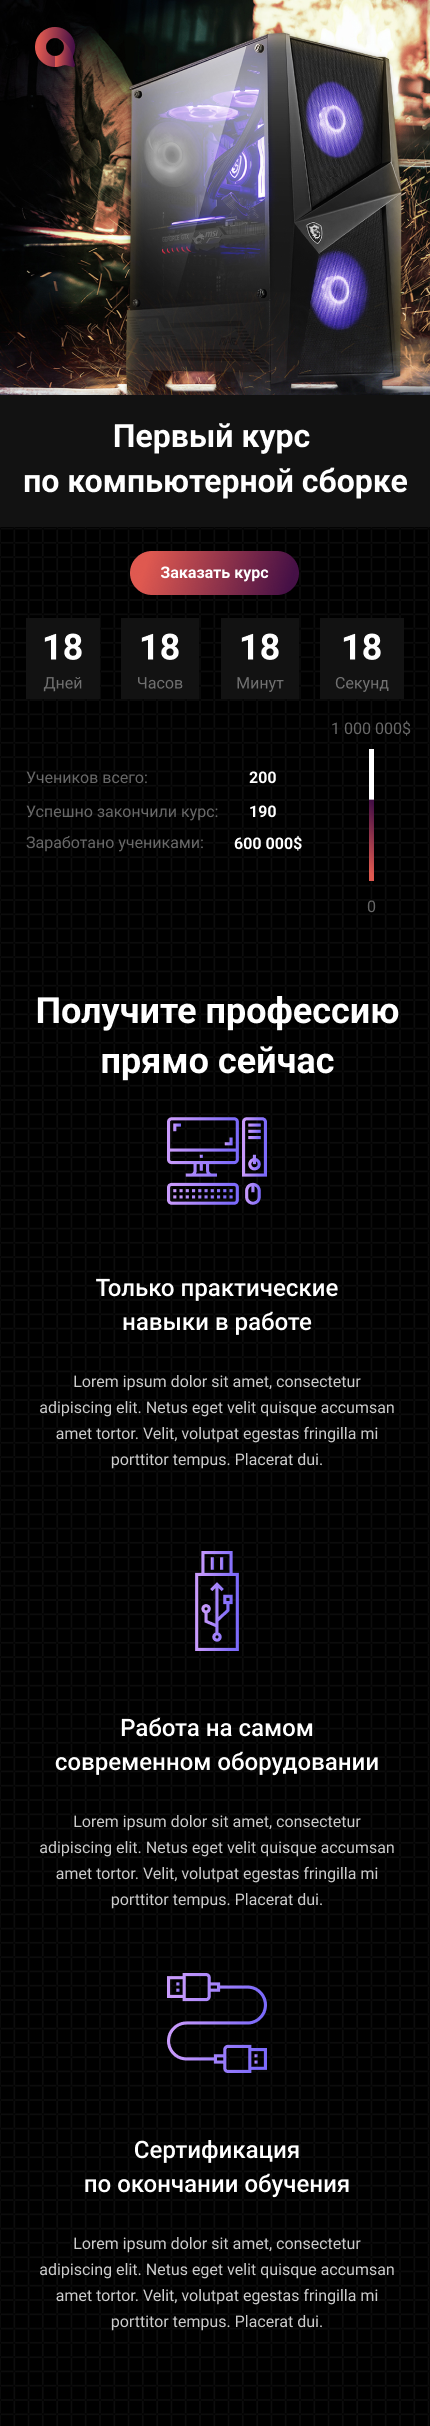 Первый курс
по компьютерной сборке
Заказать курс
18 18 18 18
Дней Часов Минут Секунд
1 000 000$
Учеников всего: 200
Успешно закончили курс: 190
Заработано учениками: 600 000$
0
Получите профессию
прямо сейчас
Только практические
навыки в работе
Lorem ipsum dolor sit amet, consectetur
adipiscing elit. Netus eget velit quisque accumsan
amet tortor. Velit, volutpat egestas fringilla mi
porttitor tempus. Placerat dui.
Работа на самом
современном оборудовании
Lorem ipsum dolor sit amet, consectetur
adipiscing elit. Netus eget velit quisque accumsan
amet tortor. Velit, volutpat egestas fringilla mi
porttitor tempus. Placerat dui.
Сертификация
по окончании обучения
Lorem ipsum dolor sit amet, consectetur
adipiscing elit. Netus eget velit quisque accumsan
amet tortor. Velit, volutpat egestas fringilla mi
porttitor tempus. Placerat dui.